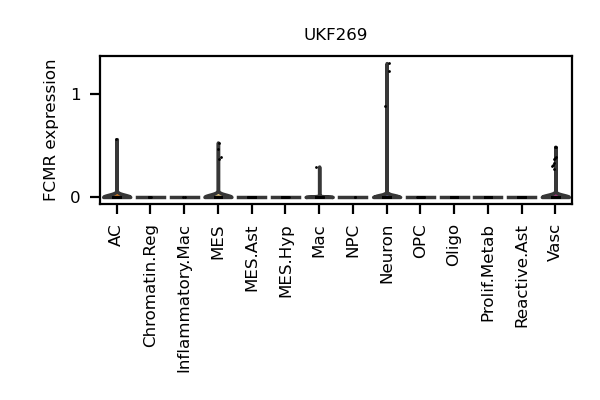 UKF269
FCMR expression
1
0
AC
Chromatin.Reg
Inflammatory.Mac
MES
MES.Ast
MES.Hyp
Mac
NPC
Neuron
OPC
Oligo
Prolif.Metab
Reactive.Ast
Vasc